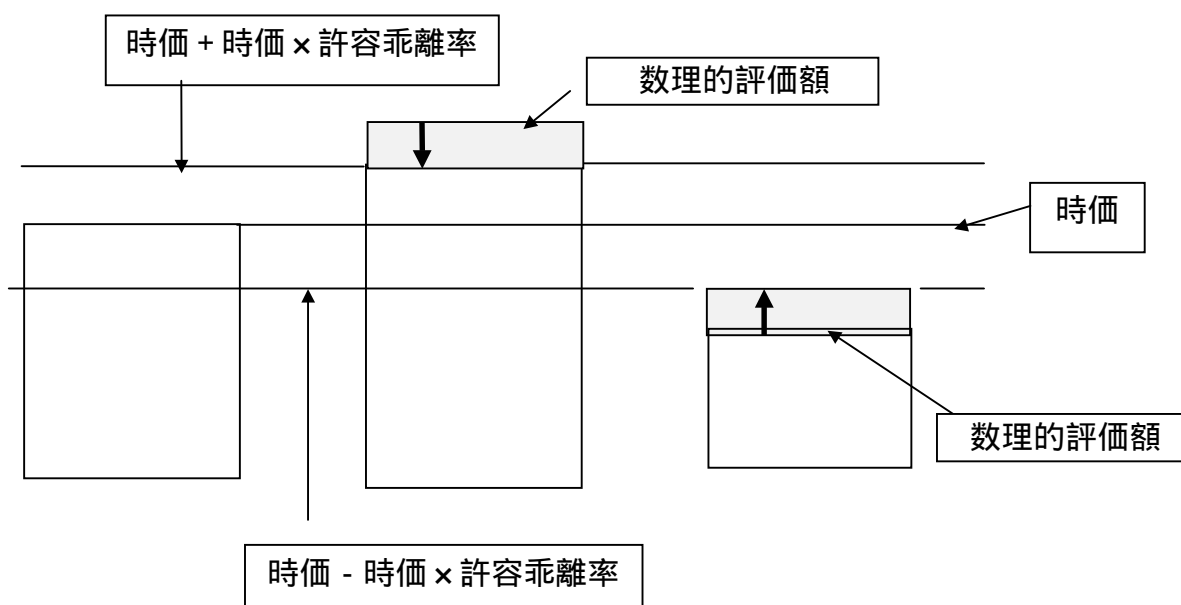 時価 + 時価 × 許容乖離率
数理的評価額
時価
数理的評価額
時価 - 時価 × 許容乖離率